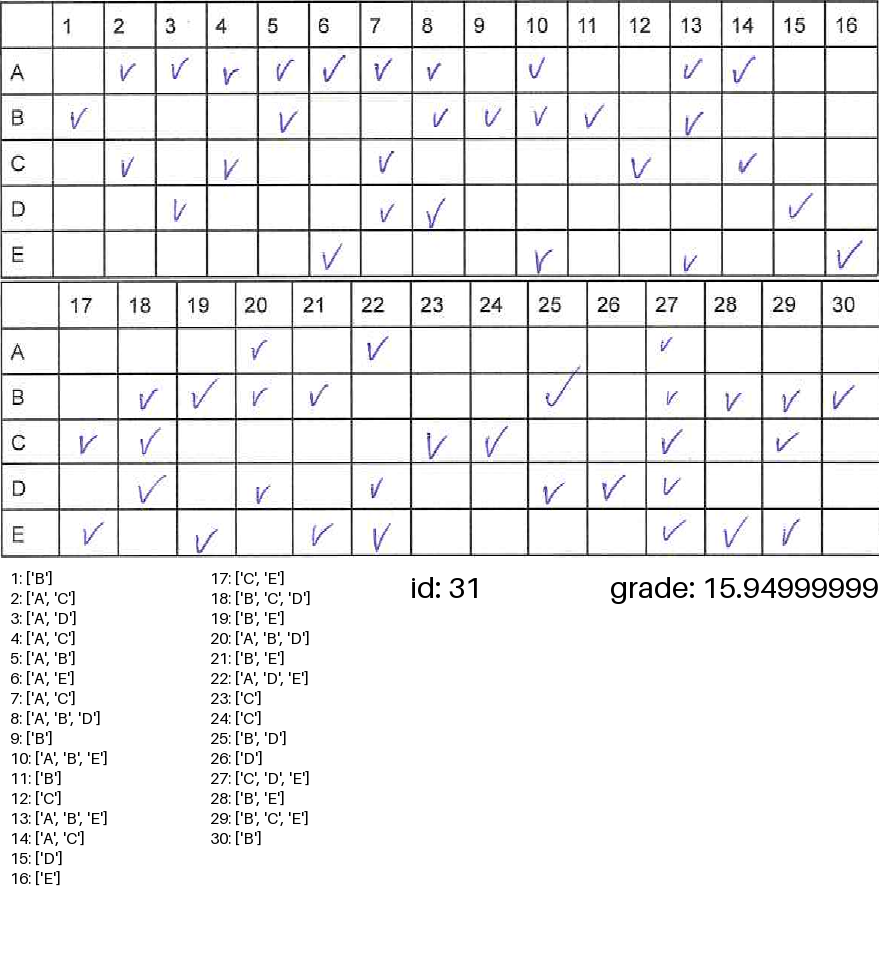 1 2 3 4 5 6 7 8 9 10 11 12 13 14 15 16
A ✓ ✓ ✓ ✓ ✓ ✓ ✓ ✓ ✓ ✓
B ✓ ✓ ✓ ✓ ✓ ✓ ✓
C ✓ ✓ ✓ ✓ ✓
D ✓ ✓ ✓ ✓
E ✓ ✓ ✓ ✓
17 18 19 20 21 22 23 24 25 26 27 28 29 30
A ✓ ✓ ✓
B ✓ ✓ ✓ ✓ ✓ ✓ ✓ ✓ ✓
C ✓ ✓ ✓ ✓ ✓ ✓
D ✓ ✓ ✓ ✓ ✓ ✓
E ✓ ✓ ✓ ✓ ✓ ✓ ✓
1: ['B']
2: ['A', 'C']
3: ['A', 'D']
4: ['A', 'C']
5: ['A', 'B']
6: ['A', 'E']
7: ['A', 'C']
8: ['A', 'B', 'D']
9: ['B']
10: ['A', 'B', 'E']
11: ['B']
12: ['C']
13: ['A', 'B', 'E']
14: ['A', 'C']
15: ['D']
16: ['E']
17: ['C', 'E']
18: ['B', 'C', 'D']
19: ['B', 'E']
20: ['A', 'B', 'D']
21: ['B', 'E']
22: ['A', 'D', 'E']
23: ['C']
24: ['C']
25: ['B', 'D']
26: ['D']
27: ['C', 'D', 'E']
28: ['B', 'E']
29: ['B', 'C', 'E']
30: ['B']
id: 31
grade: 15.94999999